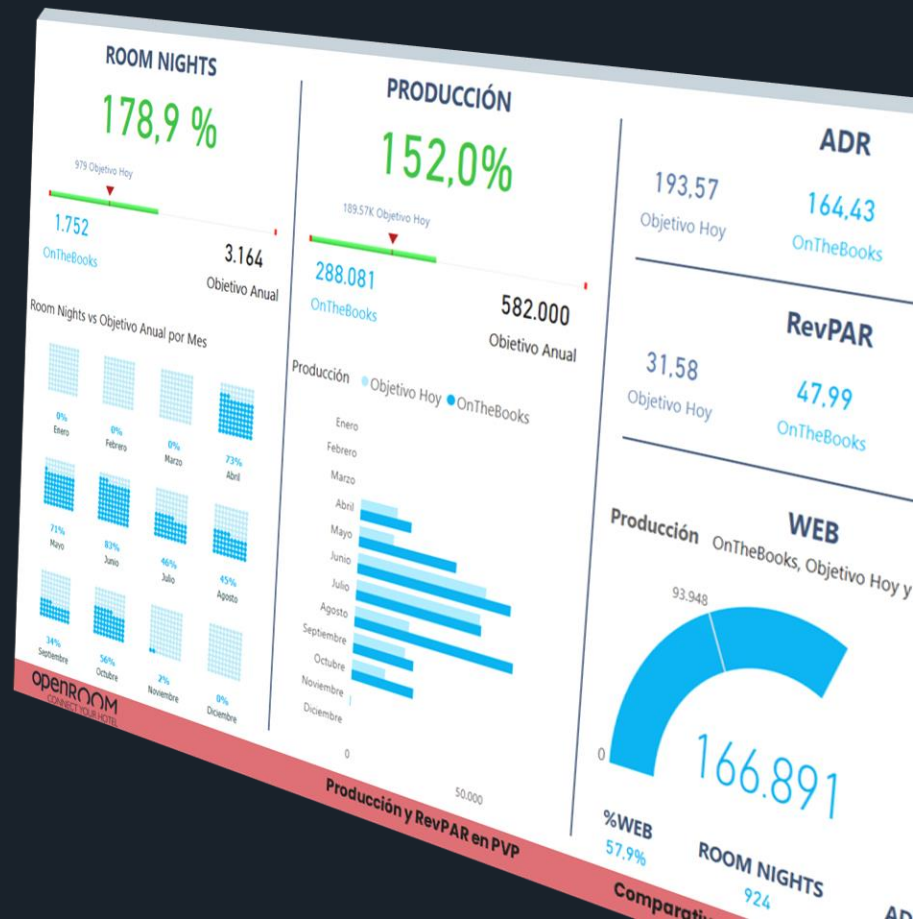 ROOM NIGHTS
178,9 %
979 Objetivo Hoy
1.752
OnTheBooks
3.164
Objetivo Anual
Room Nights vs Objetivo Anual por Mes
0%
Enero
0%
Febrero
0%
Marzo
73%
Abril
71%
Mayo
83%
Junio
46%
Julio
45%
Agosto
34%
Septiembre
56%
Octubre
2%
Noviembre
0%
Diciembre
openROOM
CONNECT YOUR HOTEL
PRODUCCIÓN
152,0%
189.57K Objetivo Hoy
288.081
OnTheBooks
582.000
Objetivo Anual
Producción Objetivo Hoy OnTheBooks
Enero
Febrero
Marzo
Abril
Mayo
Junio
Julio
Agosto
Septiembre
Octubre
Noviembre
Diciembre
0
50.000
Producción y RevPAR en PVP
ADR
193,57
Objetivo Hoy
164,43
OnTheBooks
RevPAR
31,58
Objetivo Hoy
47,99
OnTheBooks
WEB
Producción OnTheBooks, Objetivo Hoy y
93.948
0
166.891
%WEB
57.9%
ROOM NIGHTS
924